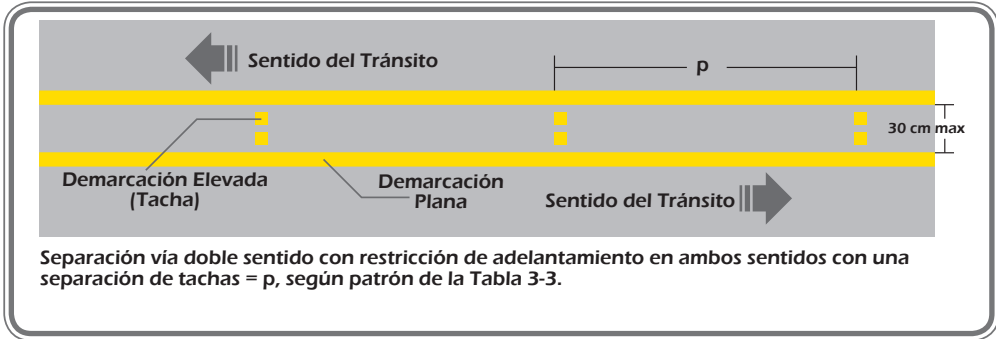 Sentido del Tránsito
p
30 cm max
Demarcación Elevada
(Tacha)
Demarcación
Plana
Sentido del Tránsito
Separación vía doble sentido con restricción de adelantamiento en ambos sentidos con una
separación de tachas = p, según patrón de la Tabla 3-3.